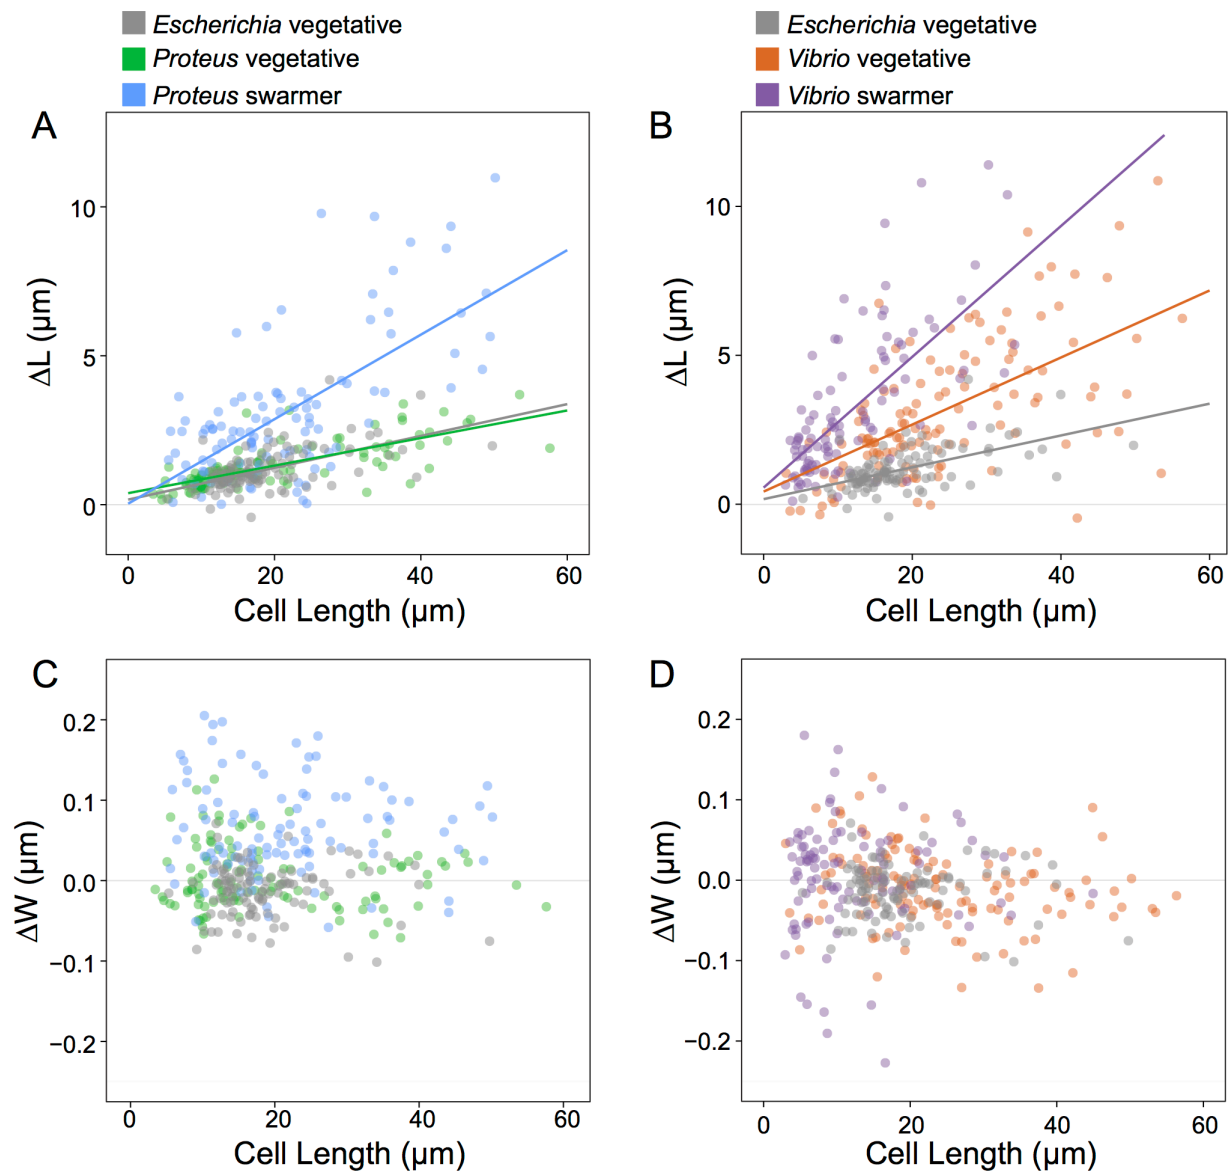 Escherichia vegetative
Proteus vegetative
Proteus swarmer
Escherichia vegetative
Vibrio vegetative
Vibrio swarmer
A
10
5
0
ΔL (µm)
0 20 40 60
Cell Length (µm)
B
10
5
0
ΔL (µm)
0 20 40 60
Cell Length (µm)
C
0.2
0.1
0.0
−0.1
−0.2
ΔW (µm)
0 20 40 60
Cell Length (µm)
D
0.2
0.1
0.0
−0.1
−0.2
ΔW (µm)
0 20 40 60
Cell Length (µm)